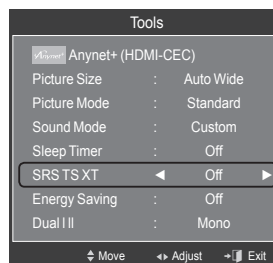 Tools
Anynet+ Anynet+ (HDMI-CEC)
Picture Size : Auto Wide
Picture Mode : Standard
Sound Mode : Custom
Sleep Timer : Off
SRS TS XT ◄ Off ►
Energy Saving : Off
Dual I II : Mono
Move Adjust Exit